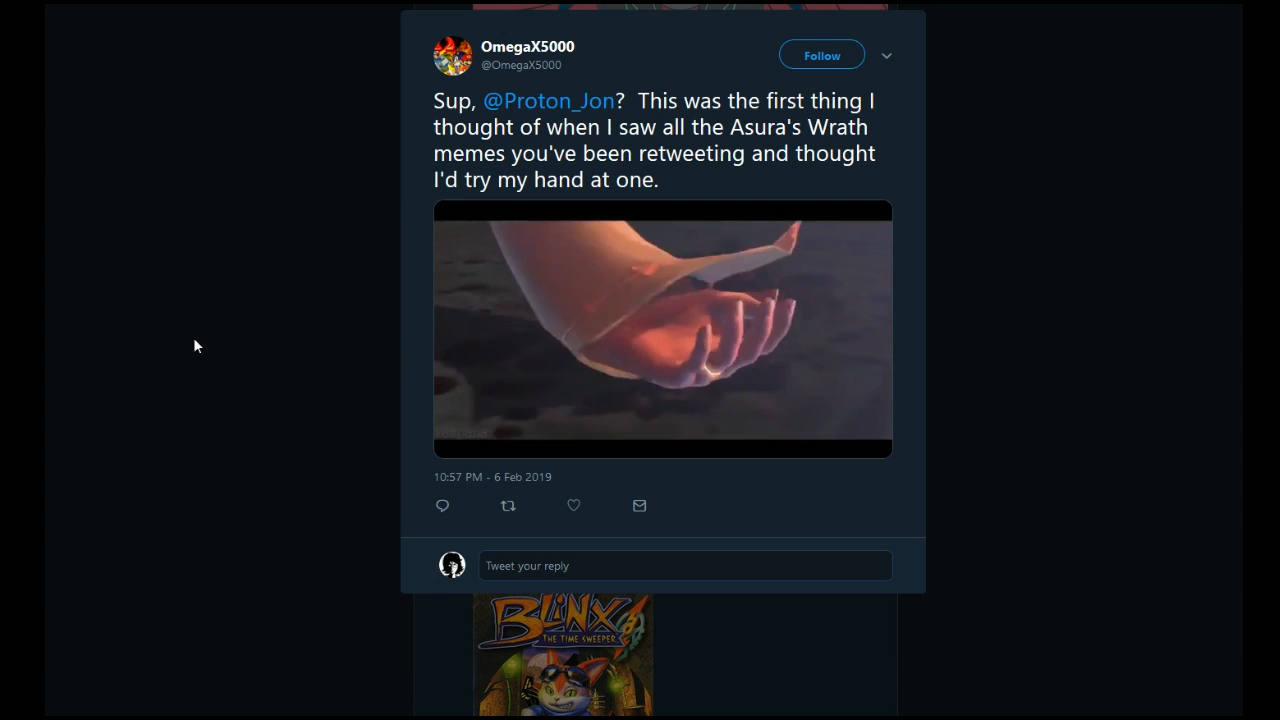 OmegaX5000
@OmegaX5000
Follow
Sup, @Proton_Jon?  This was the first thing I
thought of when I saw all the Asura's Wrath
memes you've been retweeting and thought
I'd try my hand at one.
10:57 PM - 6 Feb 2019
Tweet your reply
BLiNX
THE TIME SWEEPER